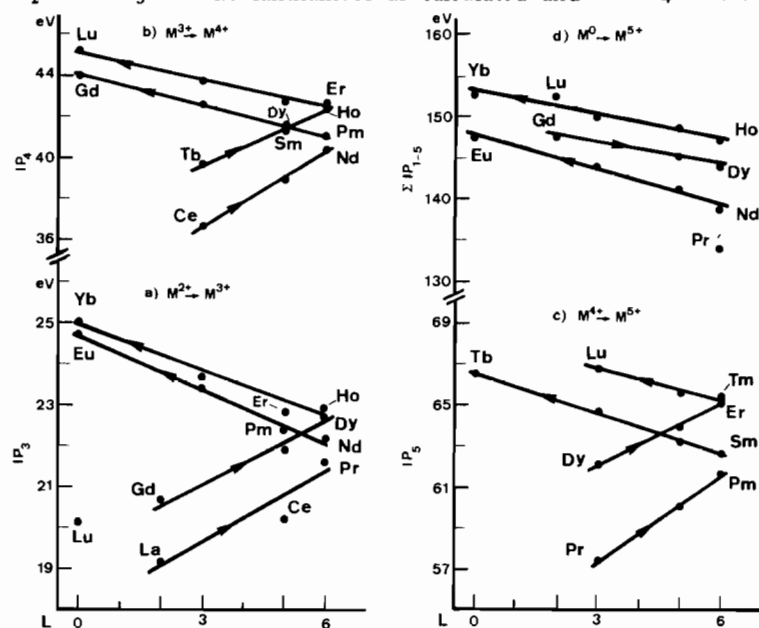 calculated and
eV
b) M³⁺→ M⁴⁺
Lu
Gd
44
40
36
IP₄
Er
Ho
Dy
Sm
Pm
Tb
Nd
Ce
eV
a) M²⁺→ M³⁺
Yb
Eu
25
23
21
19
IP₃
Ho
Er
Dy
Pm
Nd
Pr
Gd
Ce
La
Lu
L 0 3 6
eV
d) M⁰→ M⁵⁺
160
150
140
130
Σ IP₁₋₅
Yb
Lu
Gd
Ho
Eu
Dy
Nd
Pr
c) M⁴⁺→ M⁵⁺
69
65
61
57
IP₅
Tb
Lu
Tm
Er
Dy
Sm
Pm
Pr
L 0 3 6